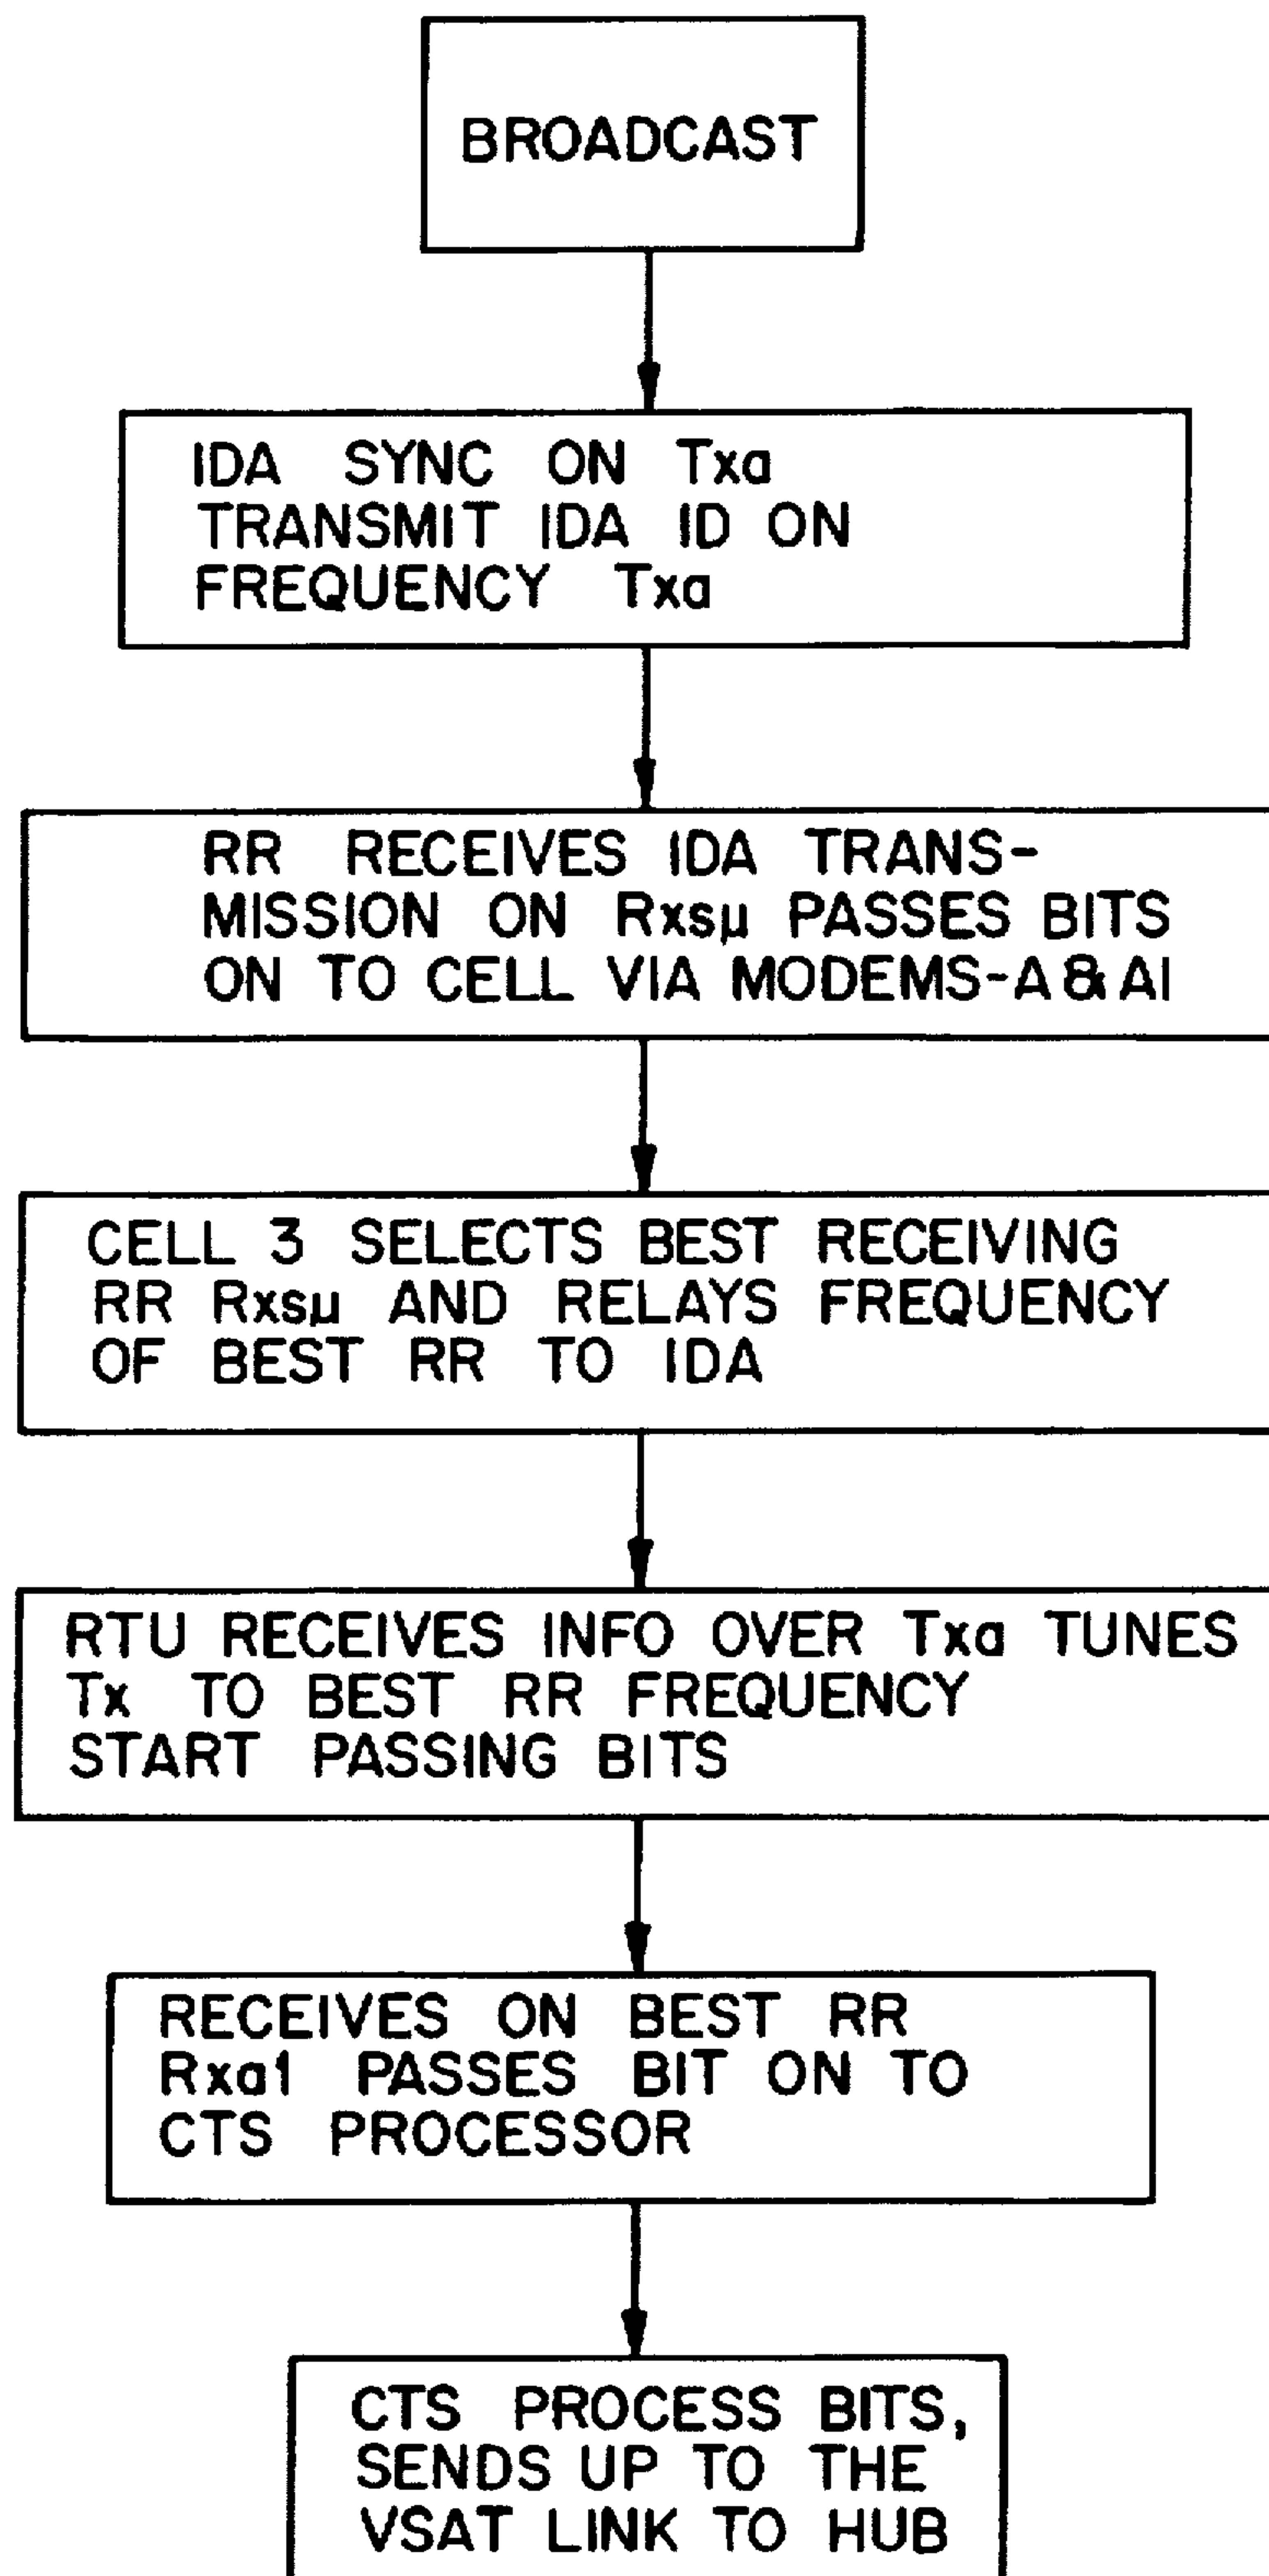 BROADCAST
IDA SYNC ON Txa
TRANSMIT IDA ID ON
FREQUENCY Txa
RR RECEIVES IDA TRANS-
MISSION ON Rxsµ PASSES BITS
ON TO CELL VIA MODEMS-A & AI
CELL 3 SELECTS BEST RECEIVING
RR Rxsµ AND RELAYS FREQUENCY
OF BEST RR TO IDA
RTU RECEIVES INFO OVER Txa TUNES
Tx TO BEST RR FREQUENCY
START PASSING BITS
RECEIVES ON BEST RR
Rxa1 PASSES BIT ON TO
CTS PROCESSOR
CTS PROCESS BITS,
SENDS UP TO THE
VSAT LINK TO HUB